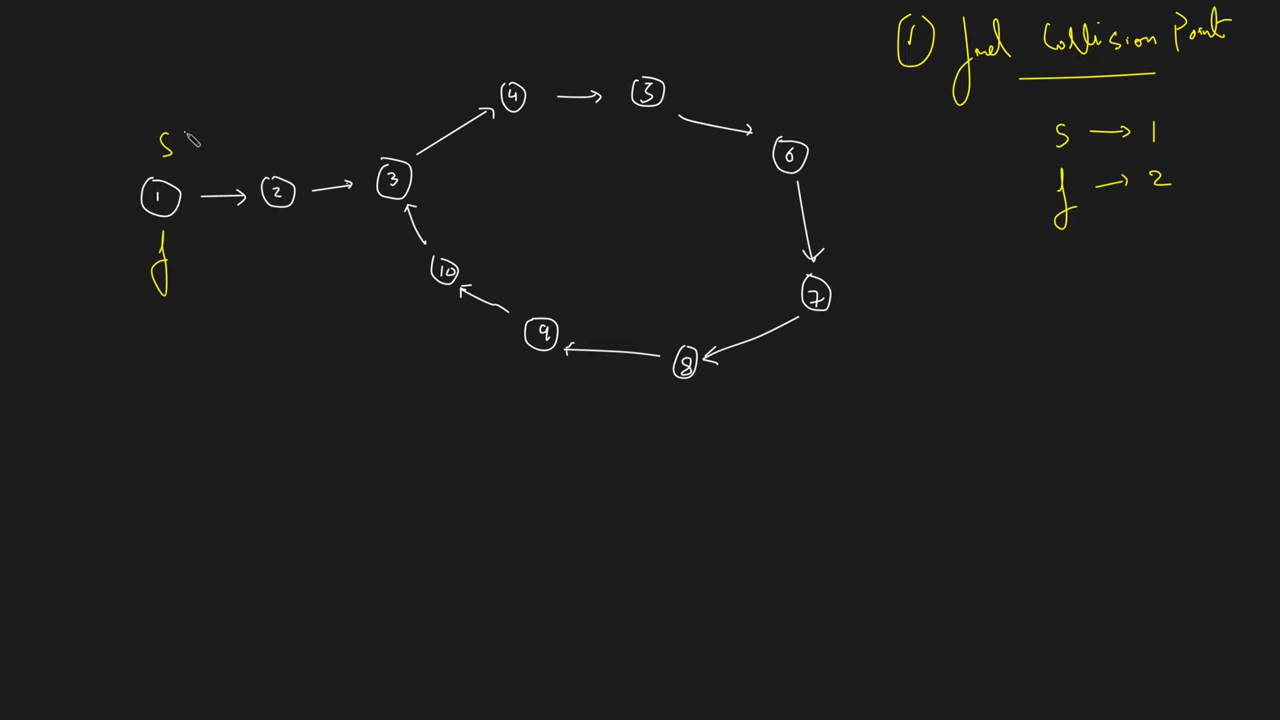 ① find Collision Point
s → 1
f → 2
4 → 5
6
s
1 → 2 → 3
f
10
7
9
8